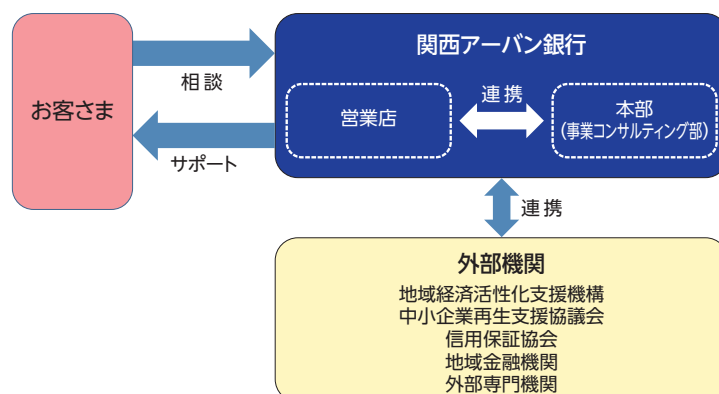 お客さま
相談
サポート
関西アーバン銀行
営業店
連携
本部
(事業コンサルティング部)
連携
外部機関
地域経済活性化支援機構
中小企業再生支援協議会
信用保証協会
地域金融機関
外部専門機関